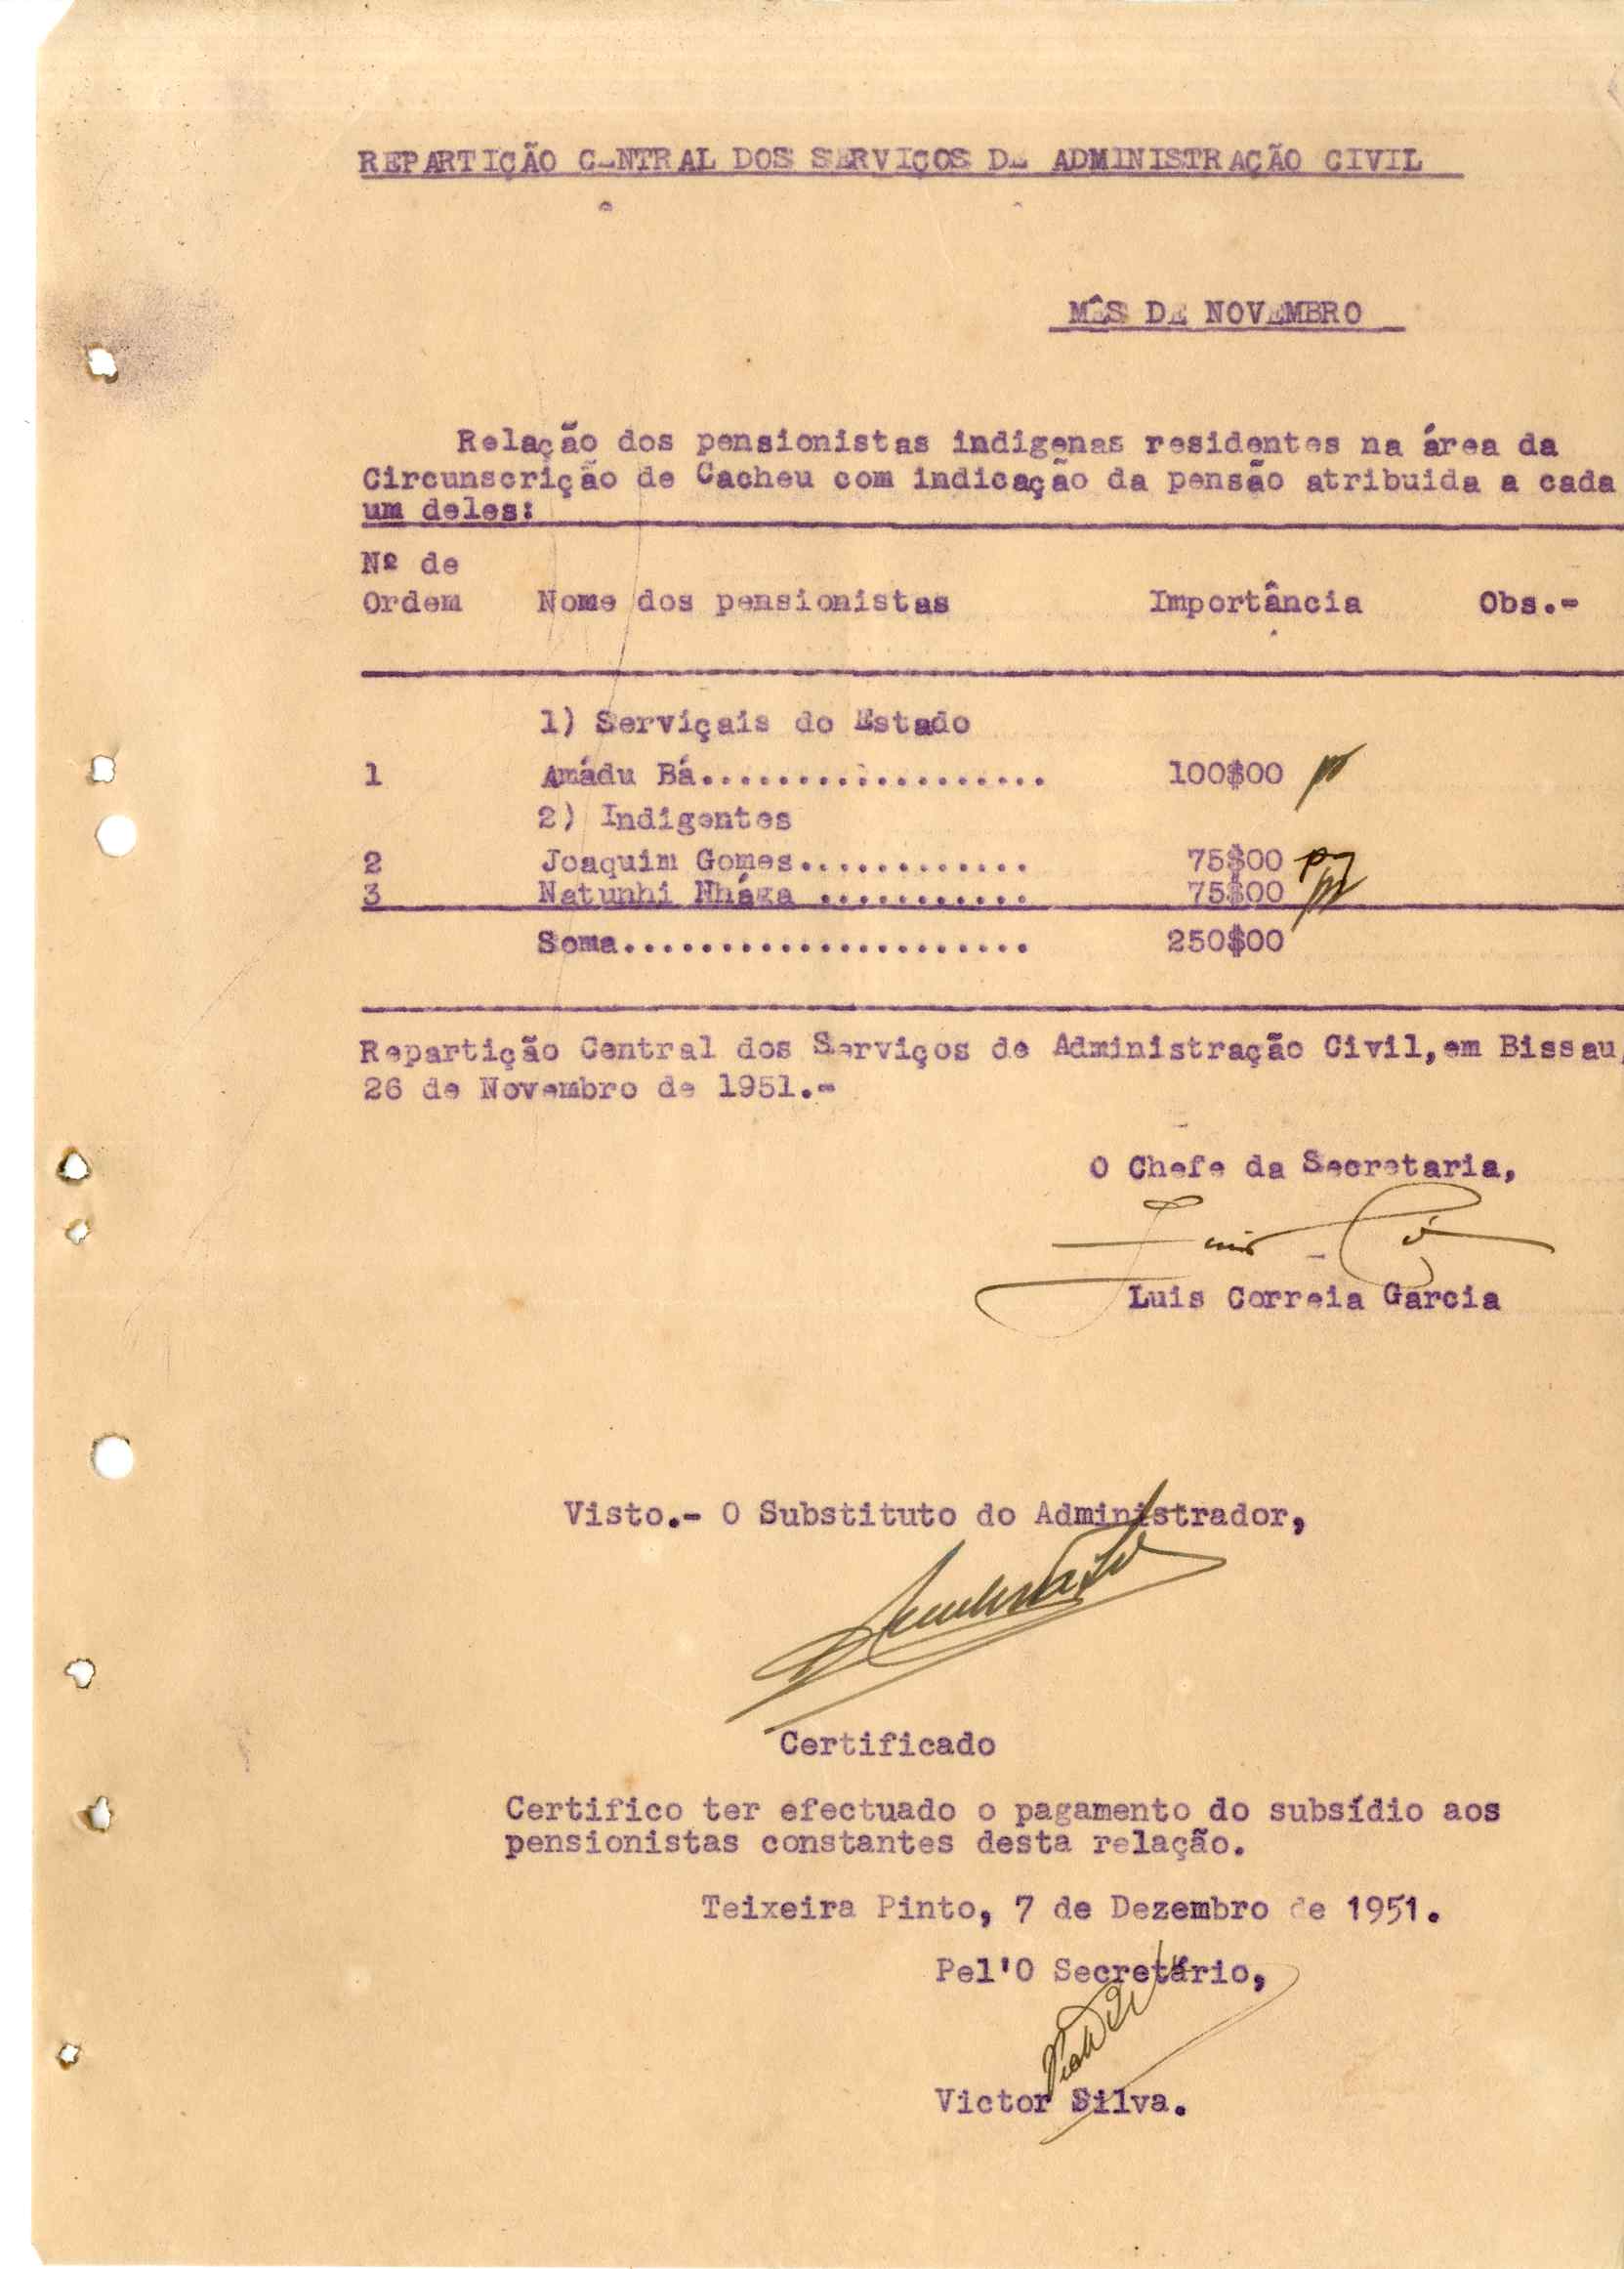 REPARTIÇÃO CENTRAL DOS SERVIÇOS DE ADMINISTRAÇÃO CIVIL
MÊS DE NOVEMBRO
Relação dos pensionistas indigenas residentes na área da
Circunscrição de Cacheu com indicação da pensão atribuida a cada
um deles:
Nº de
Ordem Nome dos pensionistas Importância Obs.-
1) Serviçais do Estado
1 Amádu Bá................... 100$00
2) Indigentes
2 Joaquim Gomes............ 75$00 pg
3 Natunhi Nhága ........... 75$00
Soma..................... 250$00
Repartição Central dos Serviços de Administração Civil,em Bissau,
26 de Novembro de 1951.-
O Chefe da Secretaria,
Luis Correia Garcia
Visto.- O Substituto do Administrador,
Certificado
Certifico ter efectuado o pagamento do subsídio aos
pensionistas constantes desta relação.
Teixeira Pinto, 7 de Dezembro de 1951.
Pel'O Secretário,
Victor Silva.